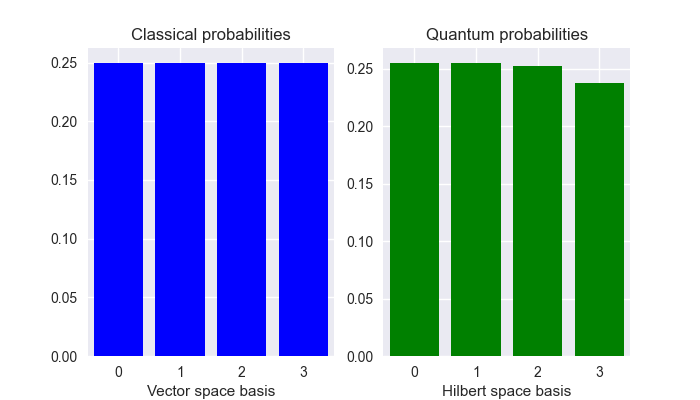 Classical probabilities
0.25
0.20
0.15
0.10
0.05
0.00
0 1 2 3
Vector space basis
Quantum probabilities
0.25
0.20
0.15
0.10
0.05
0.00
0 1 2 3
Hilbert space basis